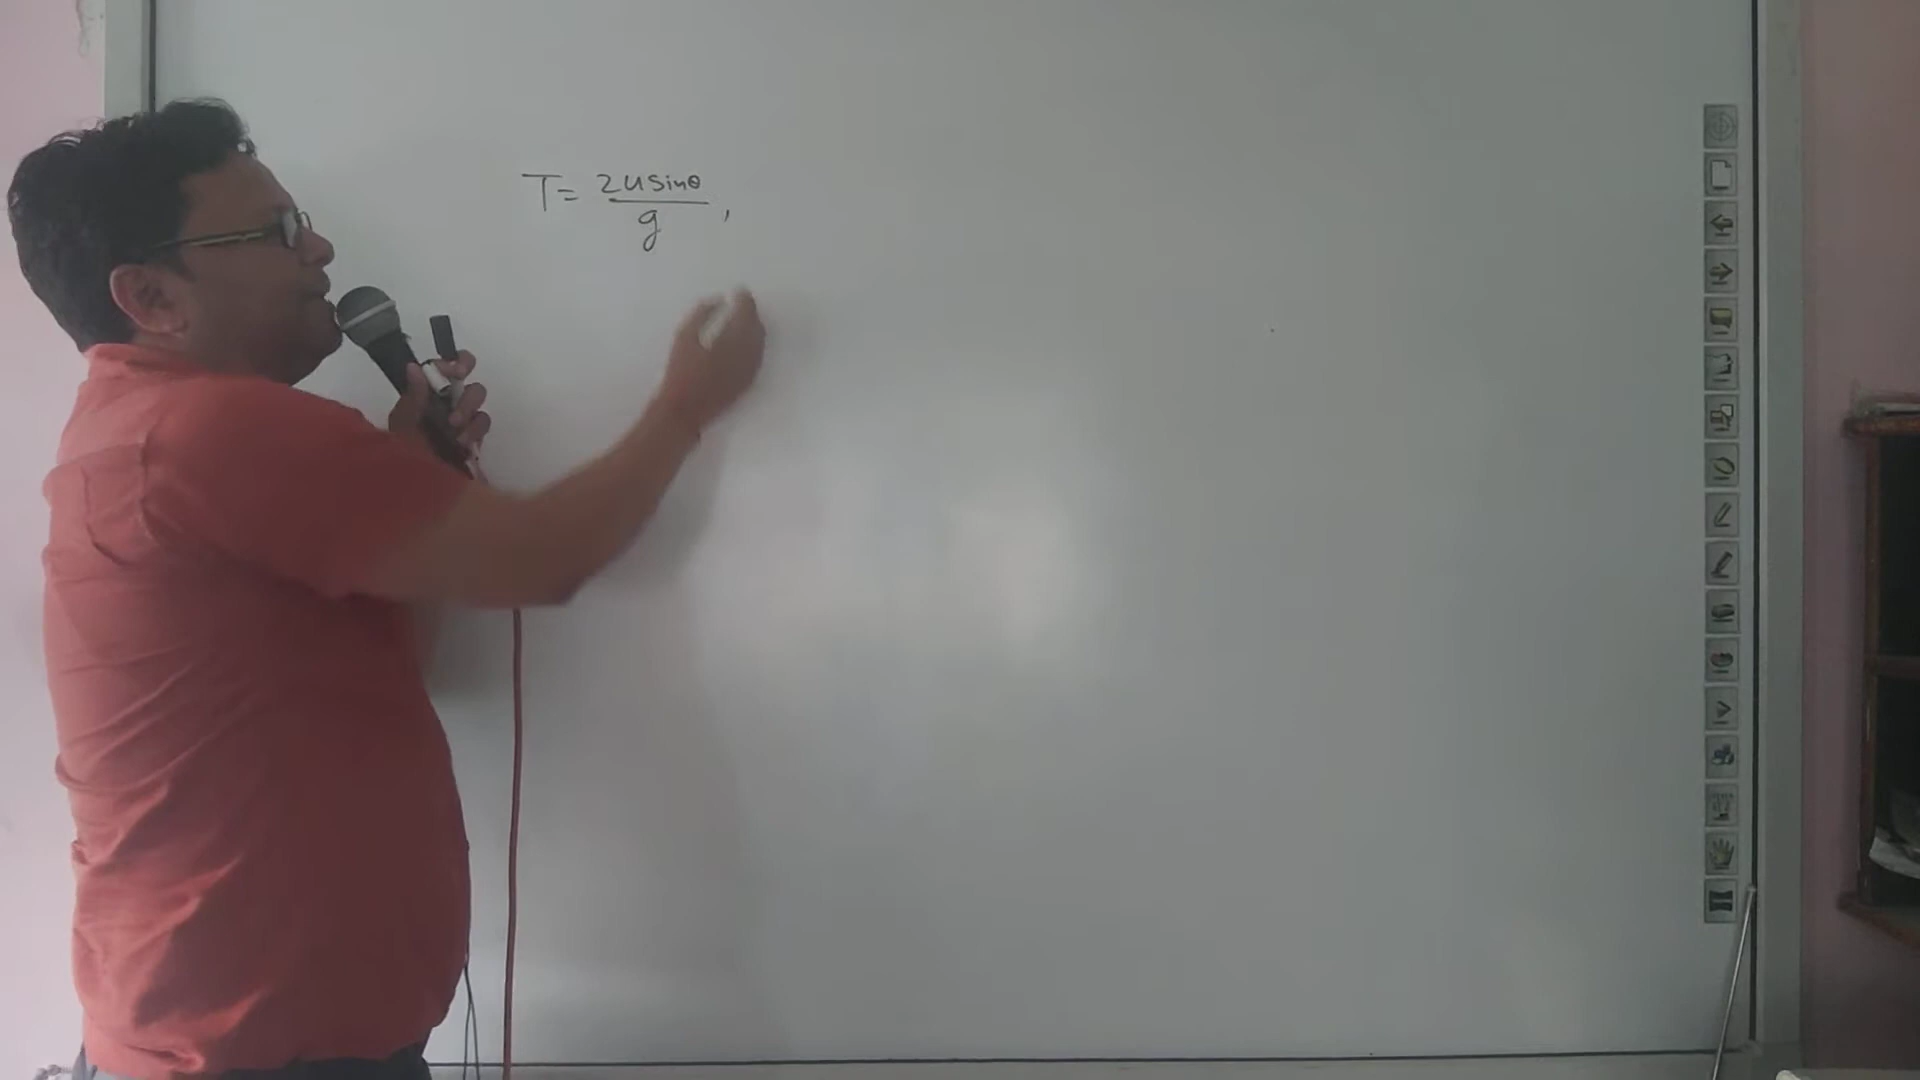 T = 2usinθ / g ,